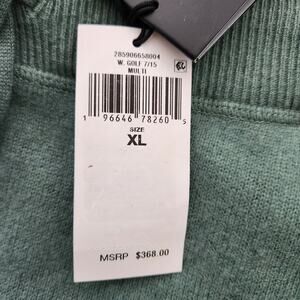 285906658004
W. GOLF 7/15
MULTI
1 96646 78260 5
SIZE
XL
MSRP $368.00